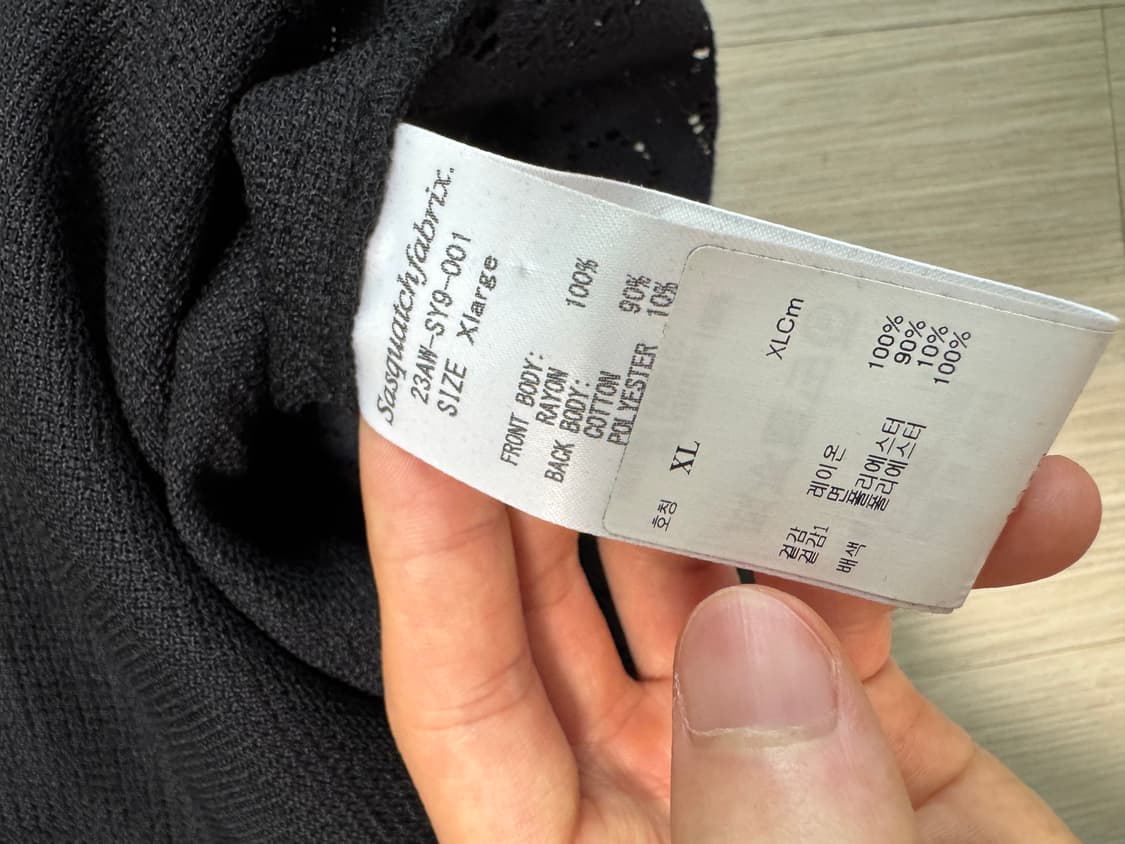 Sasquatchfabrix.
23AW-SY9-001
SIZE Xlarge
FRONT BODY:
RAYON 100%
BACK BODY:
COTTON 90%
POLYESTER 10%
호칭 XL XLCm
겉감 레이온 100%
겉감1 면 90%
폴리에스터 10%
배색 폴리에스터 100%